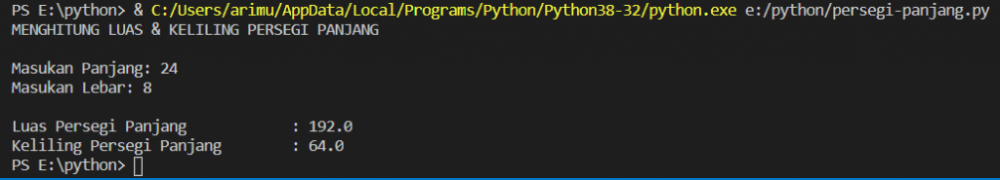 PS E:\python> & C:/Users/arimu/AppData/Local/Programs/Python/Python38-32/python.exe e:/python/persegi-panjang.py
MENGHITUNG LUAS & KELILING PERSEGI PANJANG
Masukan Panjang: 24
Masukan Lebar: 8
Luas Persegi Panjang : 192.0
Keliling Persegi Panjang : 64.0
PS E:\python>